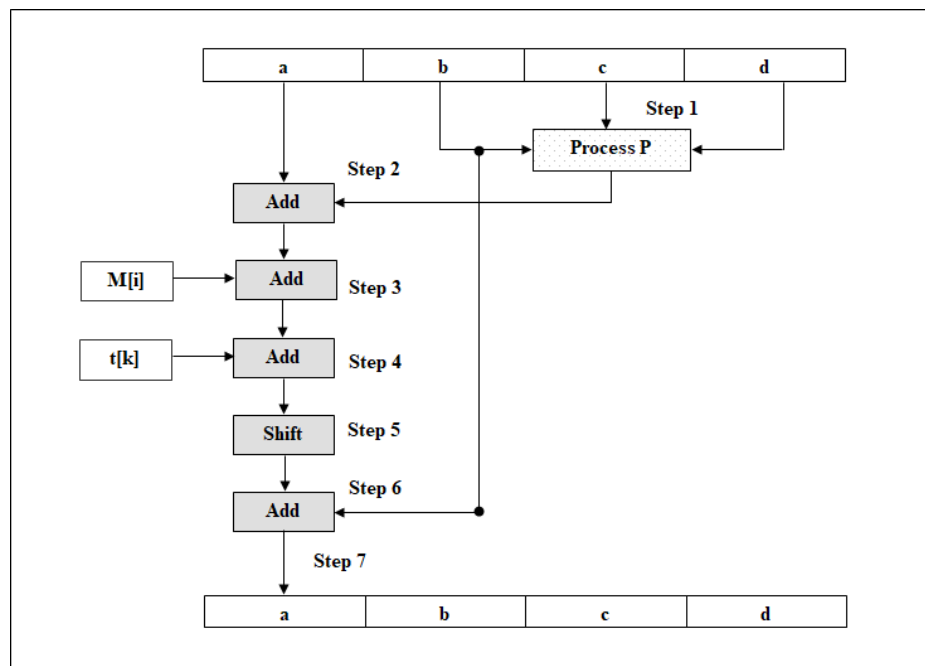 a b c d
Step 1
Process P
Step 2
Add
M[i] Add
Step 3
t[k] Add
Step 4
Shift Step 5
Step 6
Add
Step 7
a b c d